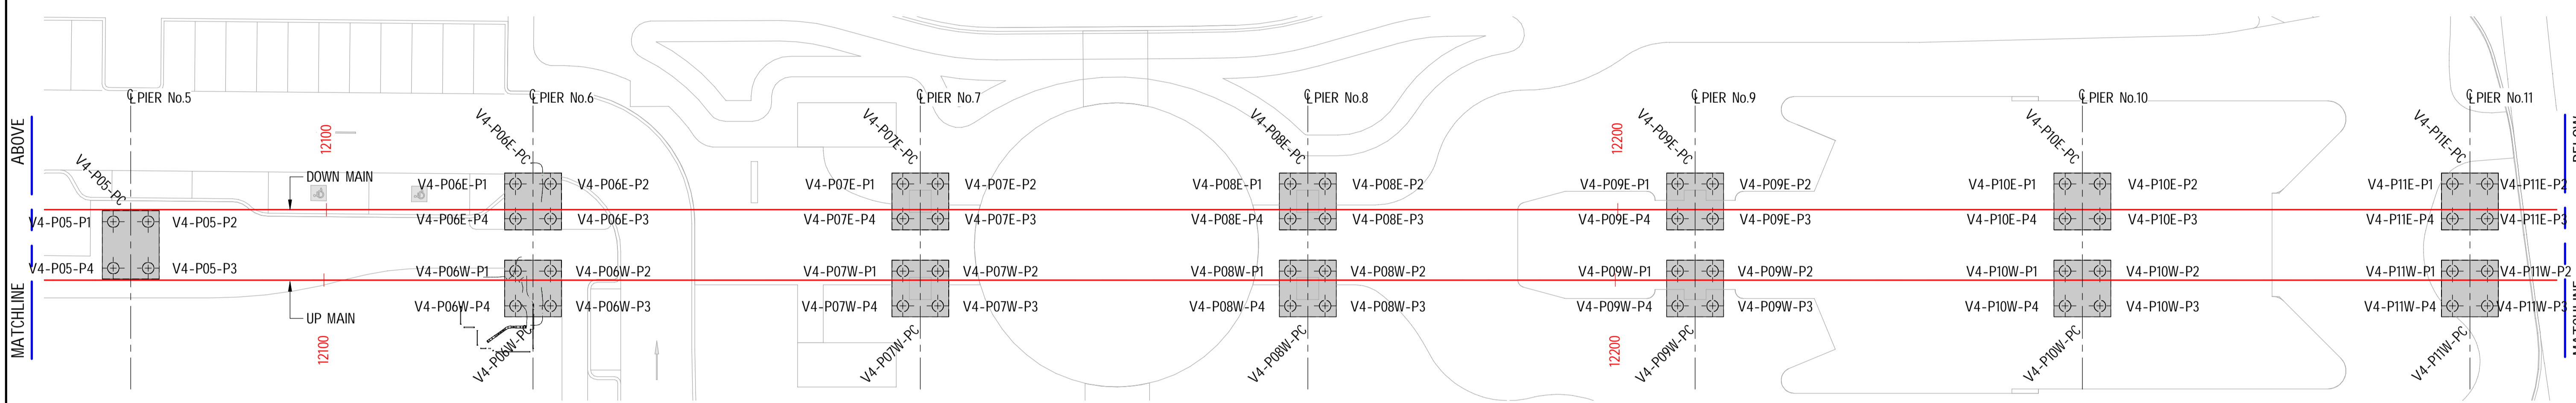 ℄ PIER No.5
℄ PIER No.6
℄ PIER No.7
℄ PIER No.8
℄ PIER No.9
℄ PIER No.10
℄ PIER No.11
ABOVE
MATCHLINE
12100
12200
V4-P05-PC
V4-P06E-PC
V4-P07E-PC
V4-P08E-PC
V4-P09E-PC
V4-P10E-PC
V4-P11E-PC
DOWN MAIN
V4-P06E-P1
V4-P06E-P2
V4-P07E-P1
V4-P07E-P2
V4-P08E-P1
V4-P08E-P2
V4-P09E-P1
V4-P09E-P2
V4-P10E-P1
V4-P10E-P2
V4-P11E-P1
V4-P11E-P2
V4-P05-P1
V4-P05-P2
V4-P06E-P4
V4-P06E-P3
V4-P07E-P4
V4-P07E-P3
V4-P08E-P4
V4-P08E-P3
V4-P09E-P4
V4-P09E-P3
V4-P10E-P4
V4-P10E-P3
V4-P11E-P4
V4-P11E-P3
V4-P05-P4
V4-P05-P3
V4-P06W-P1
V4-P06W-P2
V4-P07W-P1
V4-P07W-P2
V4-P08W-P1
V4-P08W-P2
V4-P09W-P1
V4-P09W-P2
V4-P10W-P1
V4-P10W-P2
V4-P11W-P1
V4-P11W-P2
V4-P06W-P4
V4-P06W-P3
V4-P07W-P4
V4-P07W-P3
V4-P08W-P4
V4-P08W-P3
V4-P09W-P4
V4-P09W-P3
V4-P10W-P4
V4-P10W-P3
V4-P11W-P4
V4-P11W-P3
UP MAIN
12100
12200
V4-P06W-PC
V4-P07W-PC
V4-P08W-PC
V4-P09W-PC
V4-P10W-PC
V4-P11W-PC